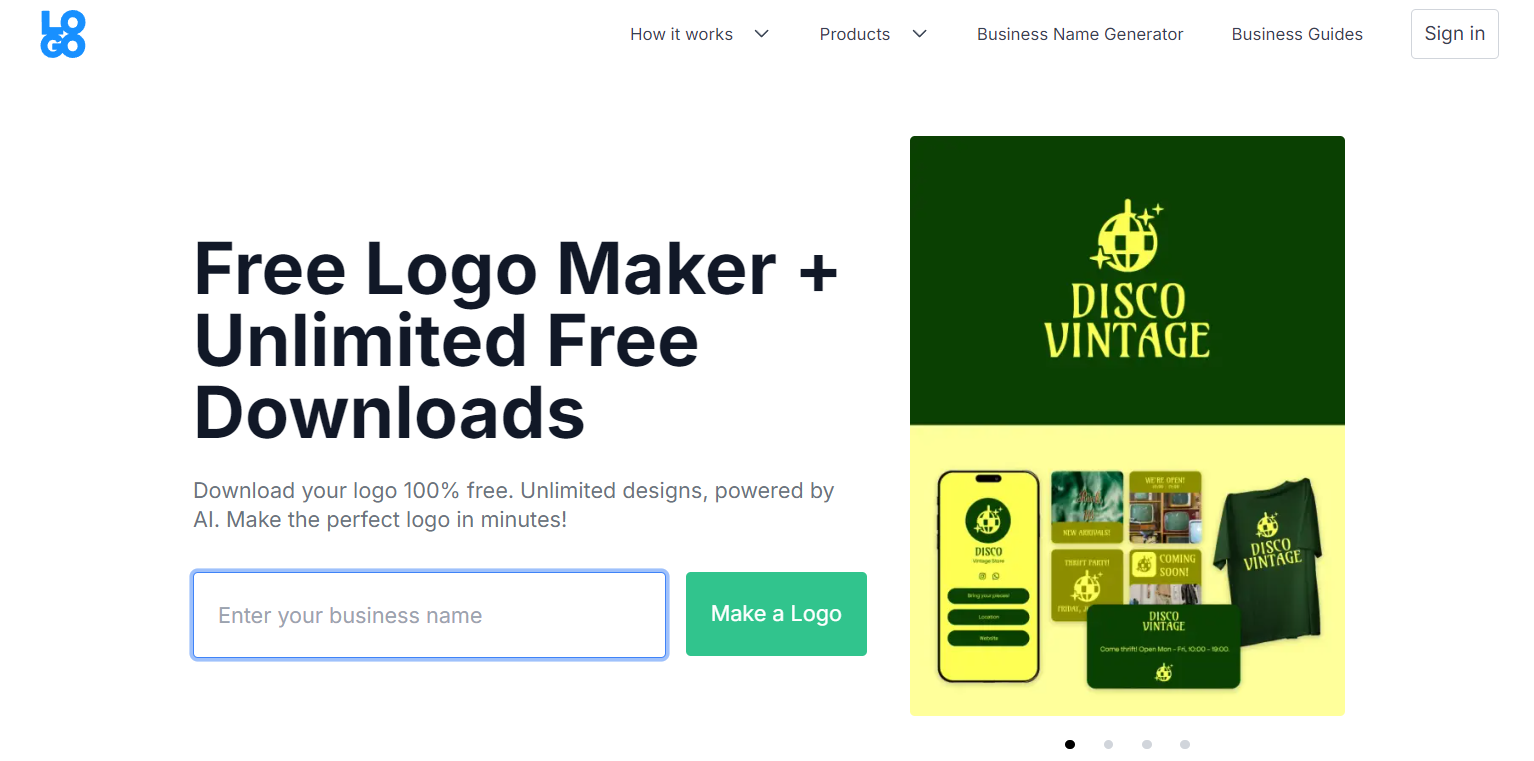 LO
GO
How it works
Products
Business Name Generator
Business Guides
Sign in
Free Logo Maker +
Unlimited Free
Downloads
Download your logo 100% free. Unlimited designs, powered by
AI. Make the perfect logo in minutes!
Enter your business name
Make a Logo
DISCO
VINTAGE
DISCO
Vintage Store
Bring your pieces!
Location
Website
NEW ARRIVALS!
WE'RE OPEN!
THRIFT PARTY!
FRIDAY,
COMING
SOON!
DISCO
VINTAGE
Come thrift! Open Mon - Fri, 10:00 - 19:00.
DISCO
VINTAGE